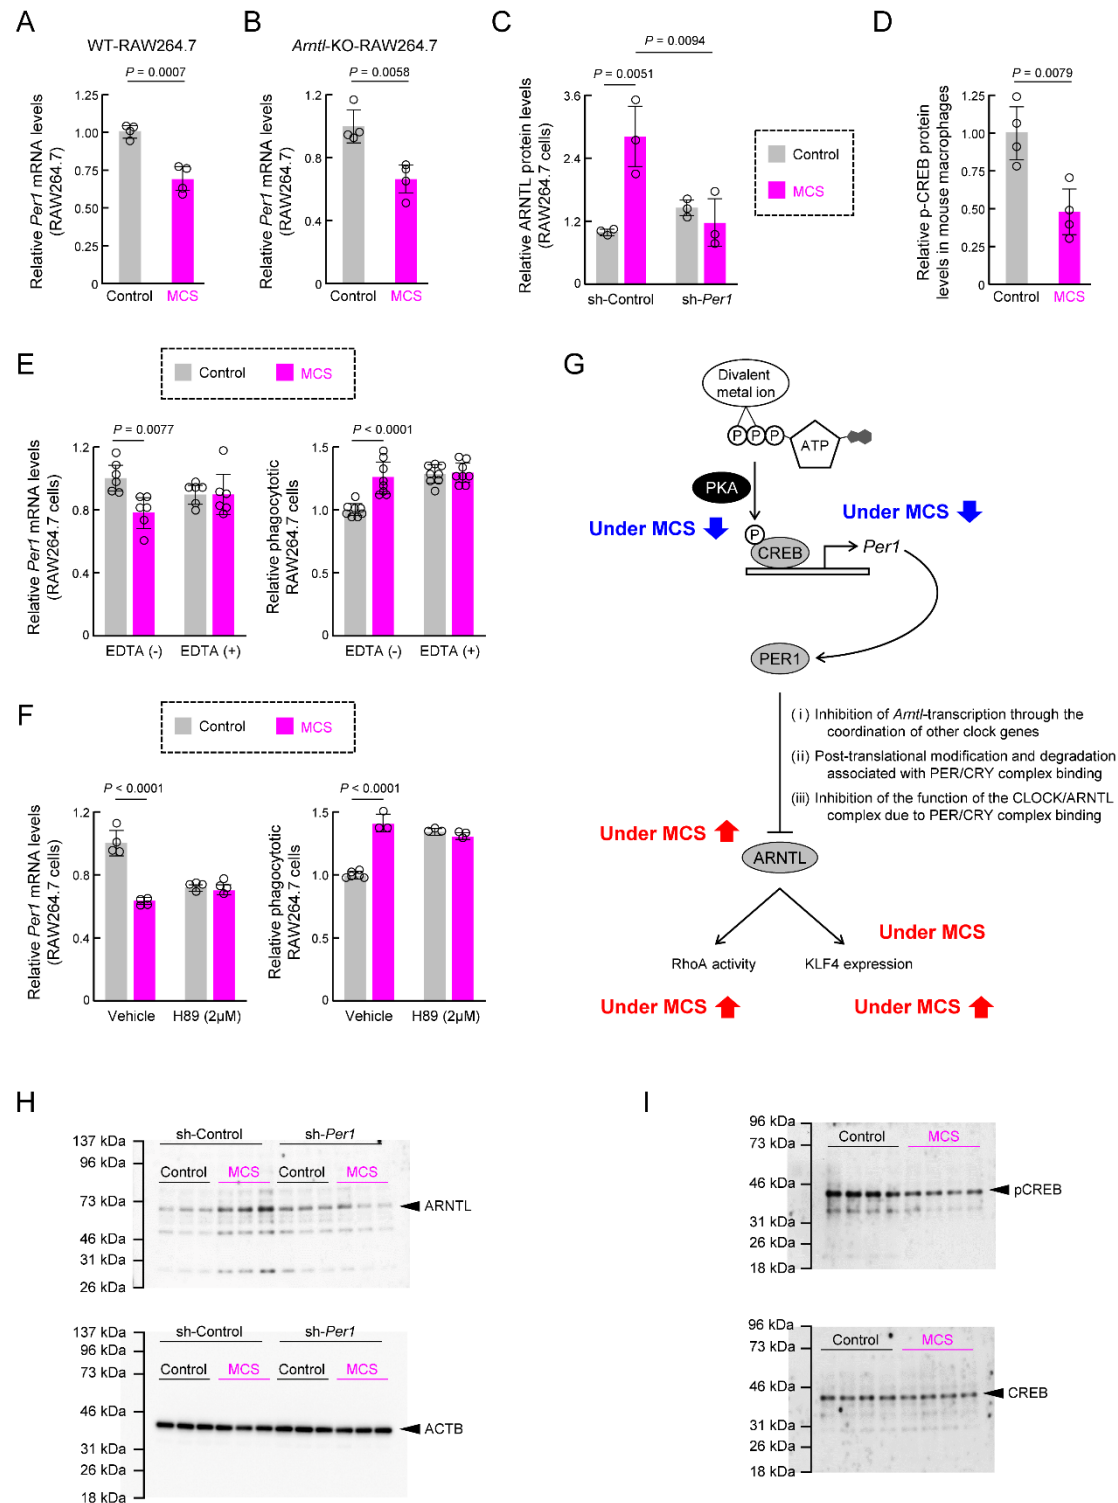 A
WT-RAW264.7
P = 0.0007
Relative Per1 mRNA levels
(RAW264.7)
1.25
1.00
0.75
0.25
0
Control
MCS
B
Arntl-KO-RAW264.7
P = 0.0058
Relative Per1 mRNA levels
(RAW264.7)
1.2
0.8
0.4
0
Control
MCS
C
P = 0.0094
P = 0.0051
Relative ARNTL protein levels
(RAW264.7 cells)
3.6
2.4
1.2
0
sh-Control
sh-Per1
Control
MCS
D
P = 0.0079
Relative p-CREB protein
levels in mouse macrophages
1.25
1.00
0.75
0.50
0.25
0
Control
MCS
E
Control
MCS
P = 0.0077
Relative Per1 mRNA levels
(RAW264.7 cells)
1.2
0.8
0.4
0
EDTA (-)
EDTA (+)
P < 0.0001
Relative phagocytotic
RAW264.7 cells
1.5
1.0
1.5
0
EDTA (-)
EDTA (+)
F
Control
MCS
P < 0.0001
Relative Per1 mRNA levels
(RAW264.7 cells)
1.2
0.8
0.4
0
Vehicle
H89 (2μM)
P < 0.0001
Relative phagocytotic
RAW264.7 cells
1.5
1.0
1.5
0
Vehicle
H89 (2μM)
G
Divalent
metal ion
P
P
P
ATP
PKA
Under MCS
Under MCS
P
CREB
Per1
PER1
(i) Inhibition of Arntl-transcription through the
coordination of other clock genes
(ii) Post-translational modification and degradation
associated with PER/CRY complex binding
(iii) Inhibition of the function of the CLOCK/ARNTL
complex due to PER/CRY complex binding
Under MCS
ARNTL
Under MCS
RhoA activity
KLF4 expression
Under MCS
Under MCS
H
137 kDa
96 kDa
73 kDa
46 kDa
31 kDa
26 kDa
sh-Control
sh-Per1
Control
MCS
Control
MCS
ARNTL
137 kDa
96 kDa
73 kDa
46 kDa
31 kDa
26 kDa
18 kDa
sh-Control
sh-Per1
Control
MCS
Control
MCS
ACTB
I
96 kDa
73 kDa
46 kDa
31 kDa
26 kDa
18 kDa
Control
MCS
pCREB
96 kDa
73 kDa
46 kDa
31 kDa
26 kDa
18 kDa
Control
MCS
CREB